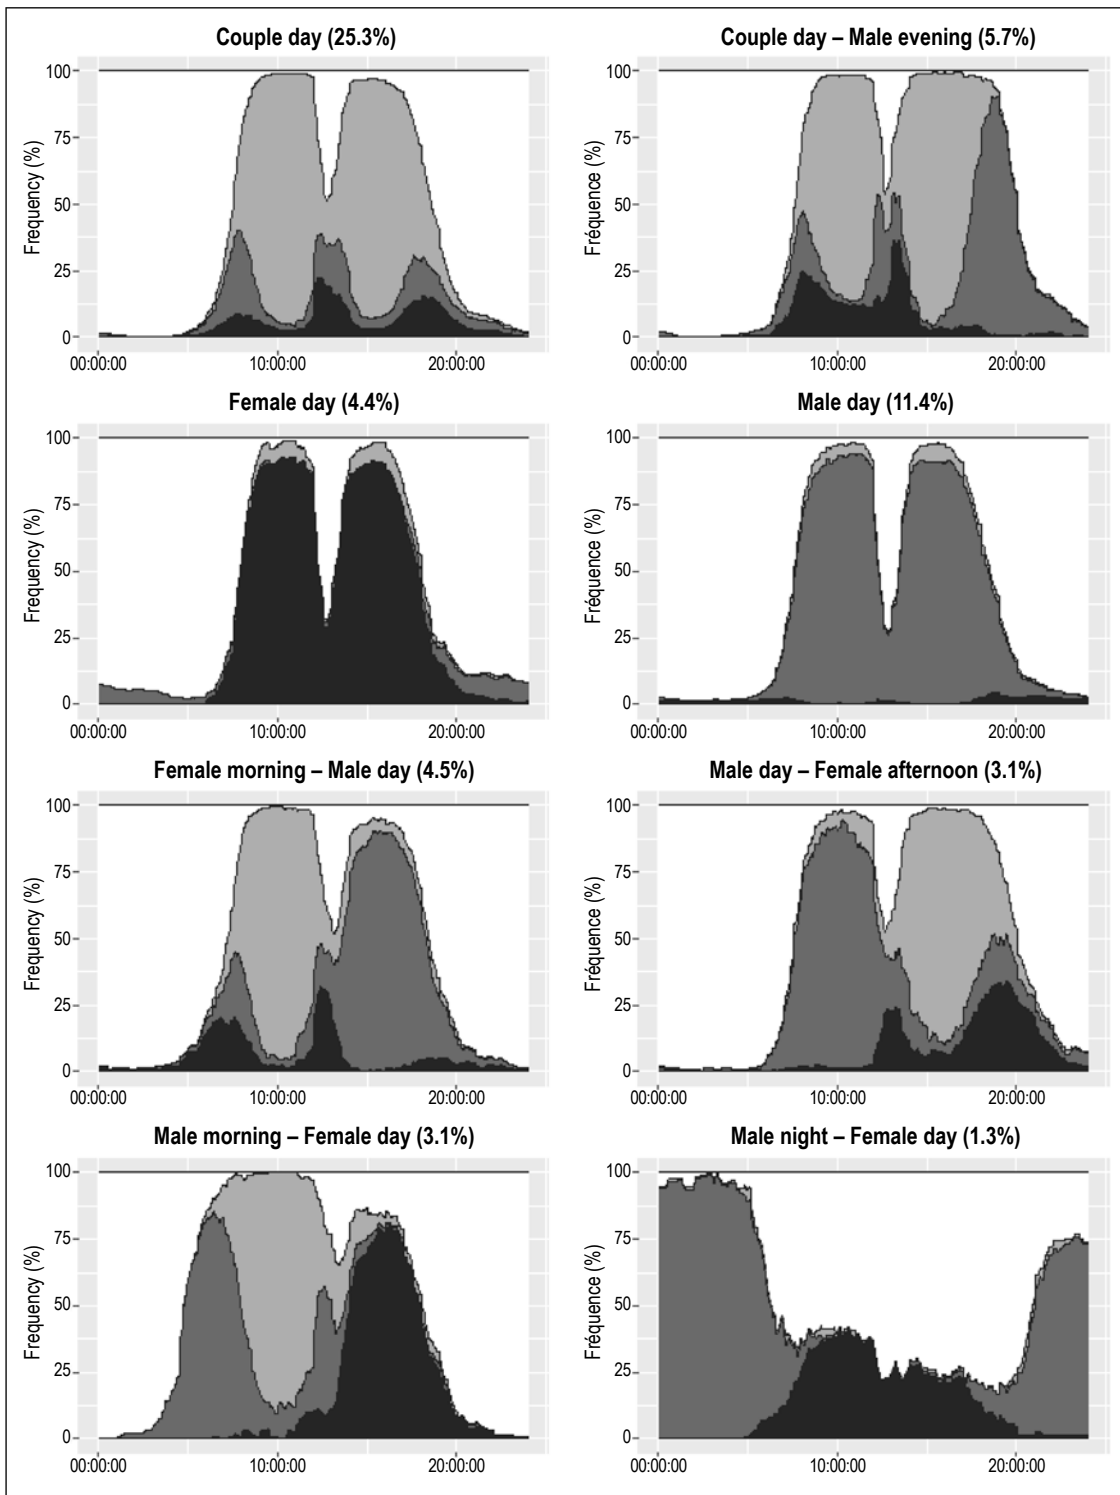 Couple day (25.3%)
Frequency (%)
100
75
50
25
0
00:00:00 10:00:00 20:00:00
Couple day – Male evening (5.7%)
Fréquence (%)
100
75
50
25
0
00:00:00 10:00:00 20:00:00
Female day (4.4%)
Frequency (%)
100
75
50
25
0
00:00:00 10:00:00 20:00:00
Male day (11.4%)
Fréquence (%)
100
75
50
25
0
00:00:00 10:00:00 20:00:00
Female morning – Male day (4.5%)
Frequency (%)
100
75
50
25
0
00:00:00 10:00:00 20:00:00
Male day – Female afternoon (3.1%)
Fréquence (%)
100
75
50
25
0
00:00:00 10:00:00 20:00:00
Male morning – Female day (3.1%)
Frequency (%)
100
75
50
25
0
00:00:00 10:00:00 20:00:00
Male night – Female day (1.3%)
Fréquence (%)
100
75
50
25
0
00:00:00 10:00:00 20:00:00